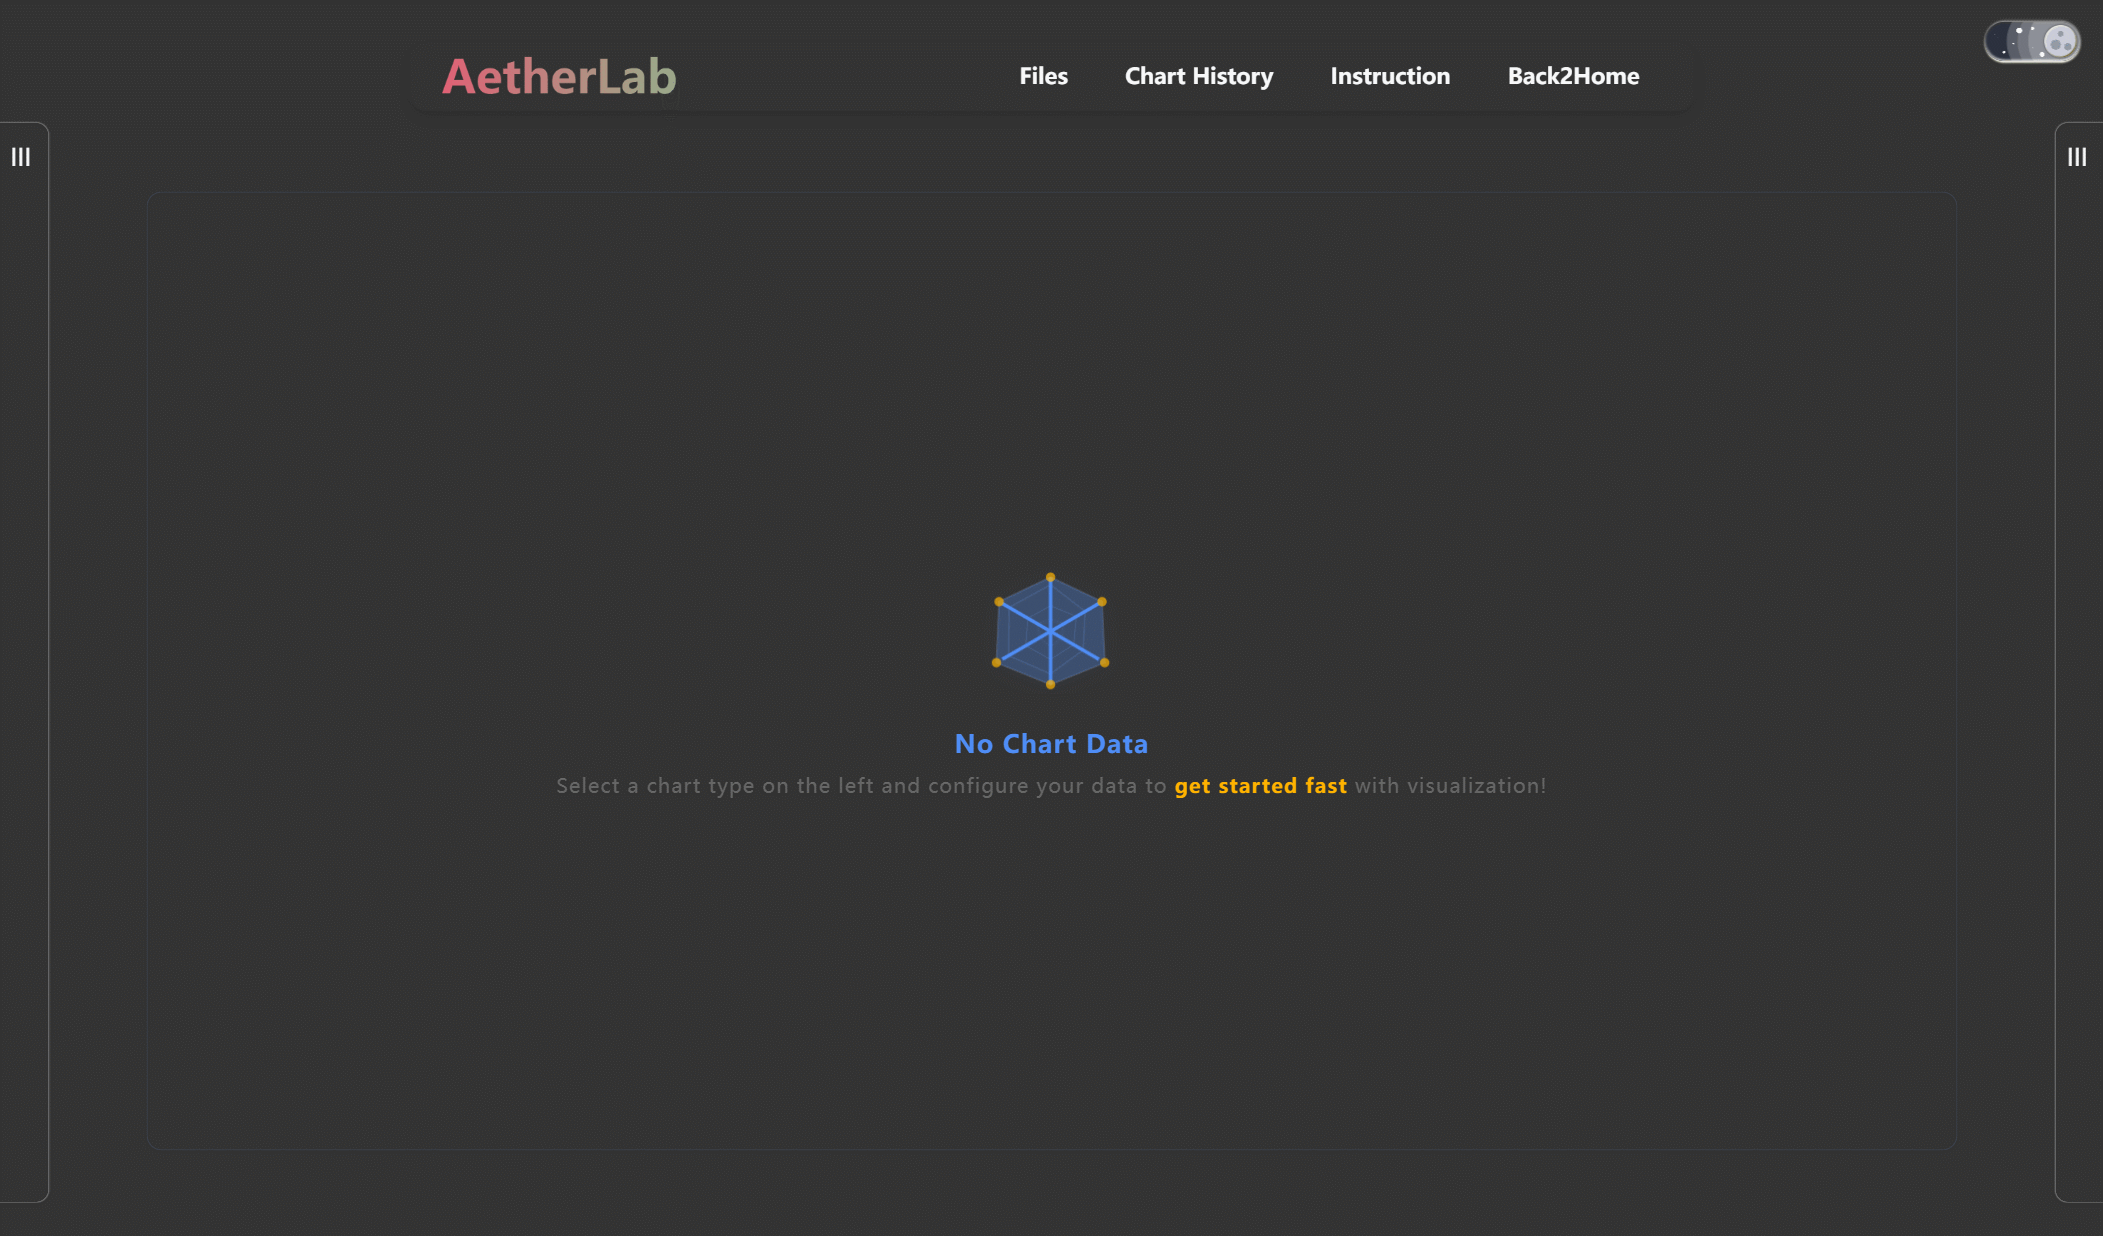 AetherLab
Files
Chart History
Instruction
Back2Home
No Chart Data
Select a chart type on the left and configure your data to get started fast with visualization!